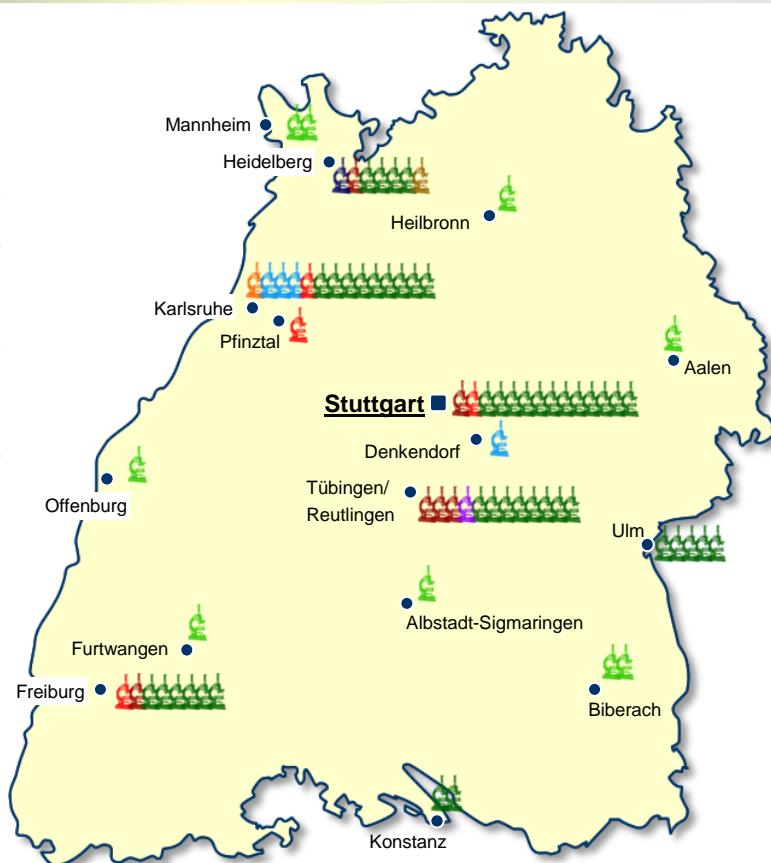 Mannheim
Heidelberg
Heilbronn
Karlsruhe
Pfinztal
Aalen
Stuttgart
Denkendorf
Offenburg
Tübingen/
Reutlingen
Ulm
Albstadt-Sigmaringen
Furtwangen
Freiburg
Biberach
Konstanz